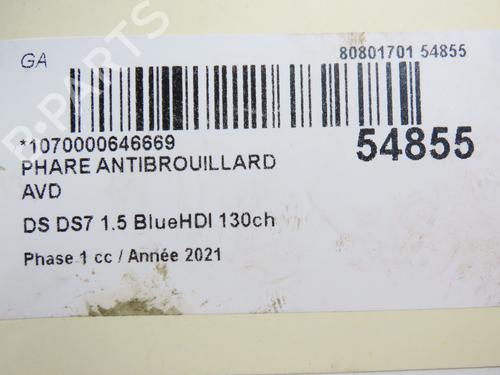 GA
80801701 54855
*1070000646669
54855
PHARE ANTIBROUILLARD
AVD
DS DS7 1.5 BlueHDI 130ch
Phase 1 cc / Année 2021
B-PARTS